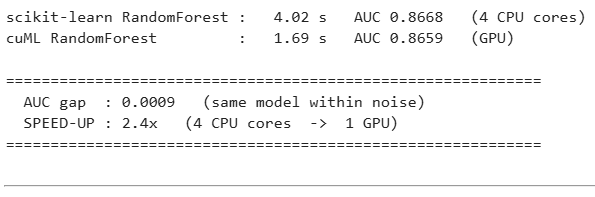 scikit-learn RandomForest :   4.02 s   AUC 0.8668   (4 CPU cores)
cuML RandomForest         :   1.69 s   AUC 0.8659   (GPU)
============================================================
  AUC gap  : 0.0009   (same model within noise)
  SPEED-UP : 2.4x   (4 CPU cores  ->  1 GPU)
============================================================